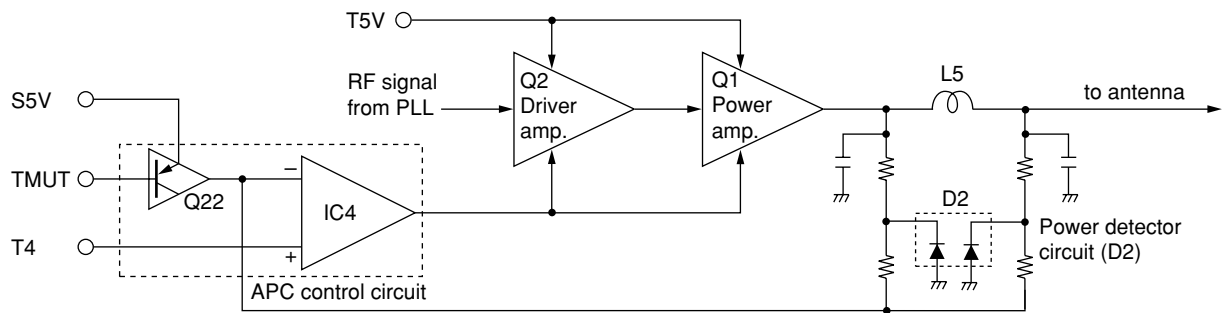 T5V
RF signal
from PLL
Q2
Driver
amp.
Q1
Power
amp.
L5
to antenna
S5V
TMUT
Q22
T4
−
+
IC4
APC control circuit
D2
Power detector
circuit (D2)